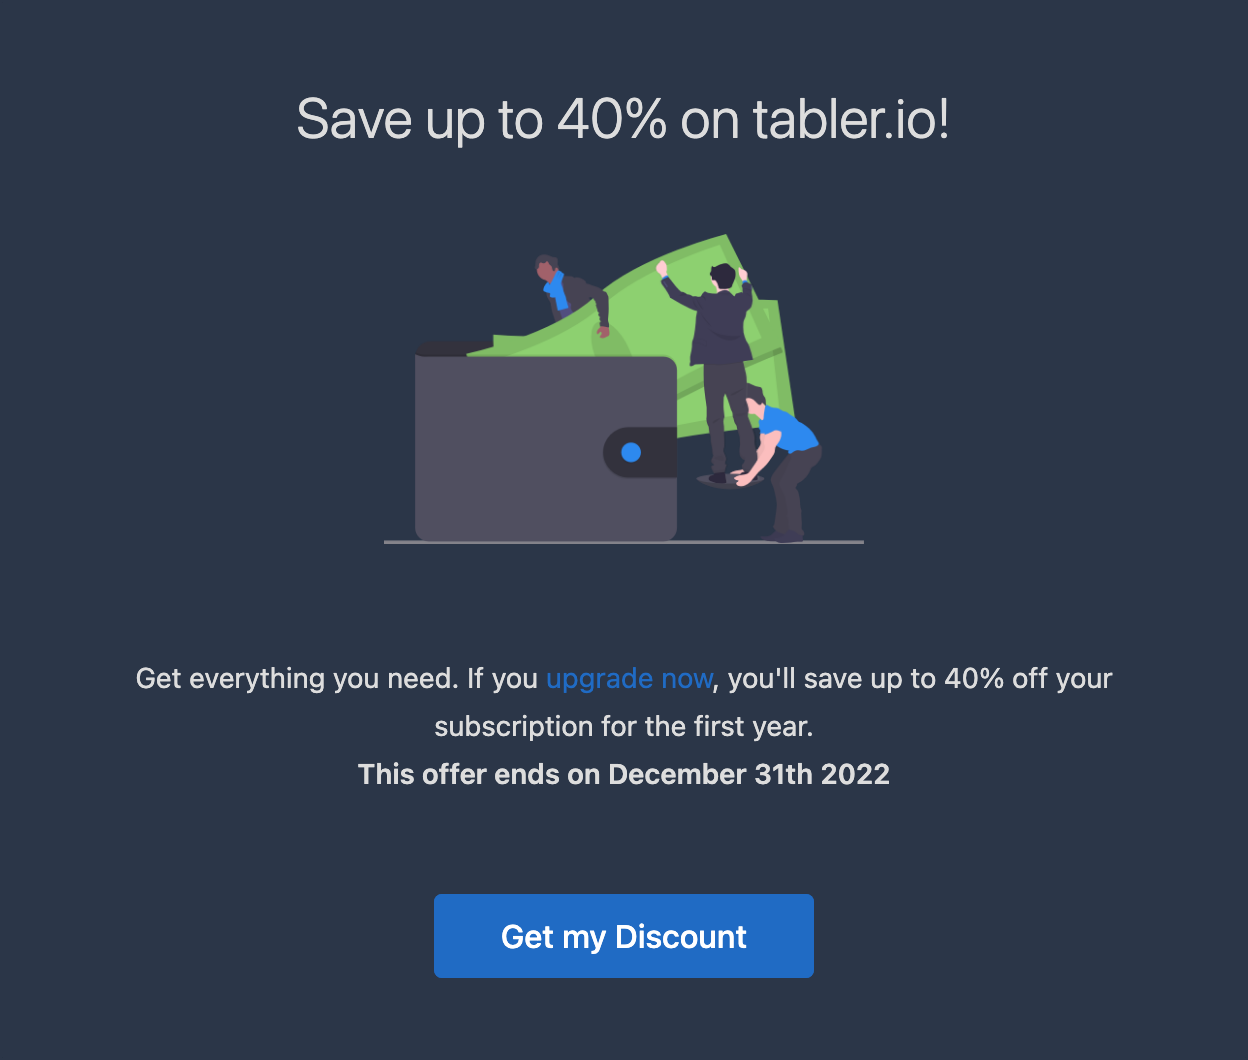 Save up to 40% on tabler.io!
Get everything you need. If you upgrade now, you'll save up to 40% off your
subscription for the first year.
This offer ends on December 31th 2022
Get my Discount